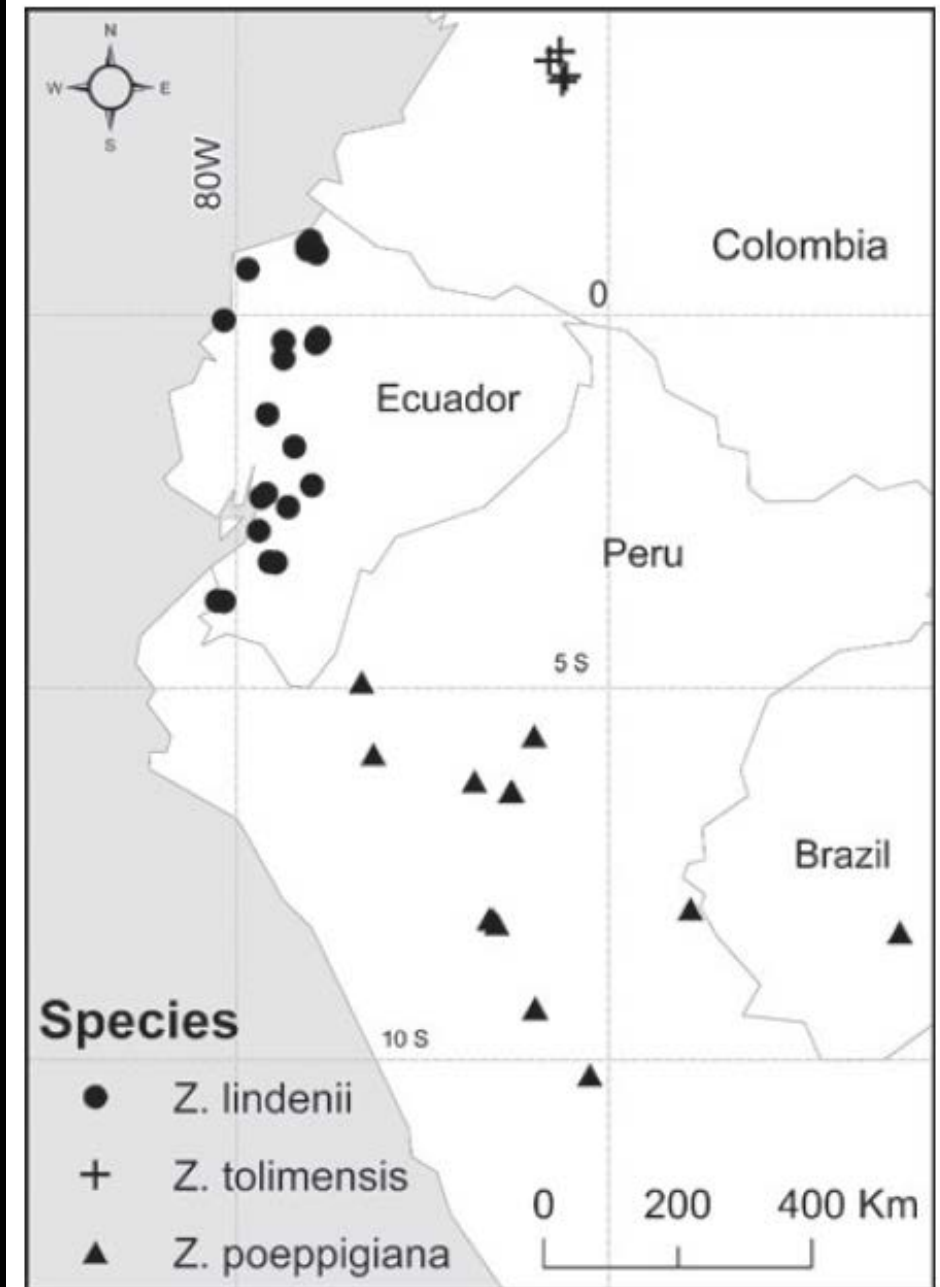 N
W E
S
80W
Colombia
0
Ecuador
Peru
5 S
Brazil
10 S
Species
Z. lindenii
Z. tolimensis
Z. poeppigiana
0 200 400 Km